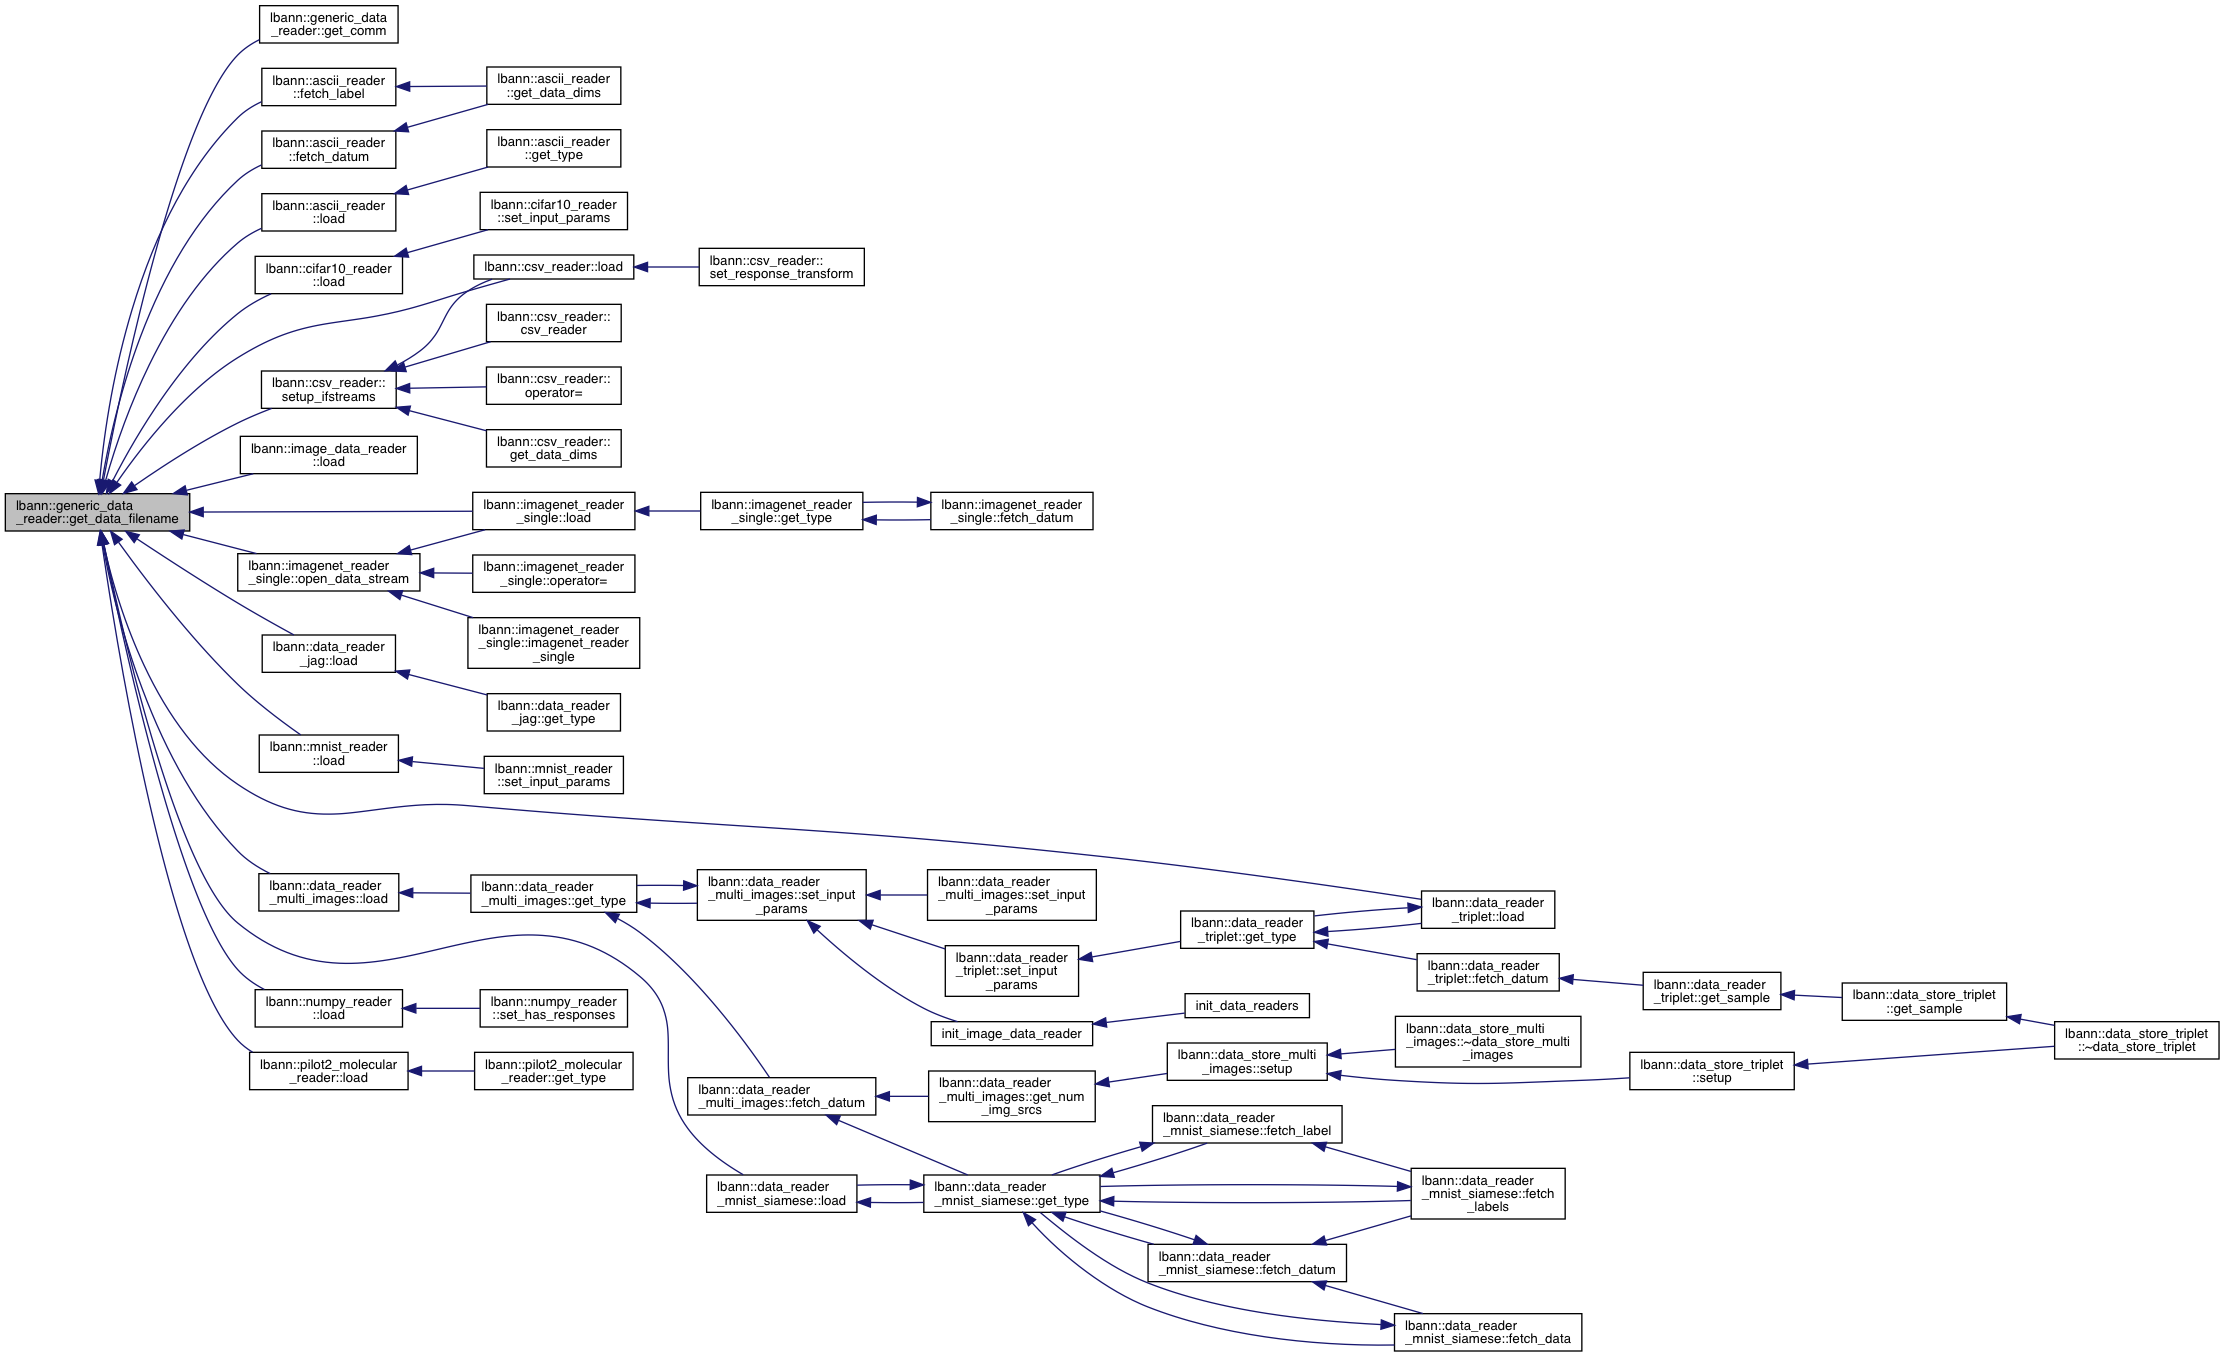 lbann::generic_data
_reader::get_comm
lbann::ascii_reader
::fetch_label
lbann::ascii_reader
::get_data_dims
lbann::ascii_reader
::fetch_datum
lbann::ascii_reader
::get_type
lbann::ascii_reader
::load
lbann::cifar10_reader
::set_input_params
lbann::cifar10_reader
::load
lbann::csv_reader::load
lbann::csv_reader::
set_response_transform
lbann::csv_reader::
csv_reader
lbann::csv_reader::
setup_ifstreams
lbann::csv_reader::
operator=
lbann::csv_reader::
get_data_dims
lbann::image_data_reader
::load
lbann::generic_data
_reader::get_data_filename
lbann::imagenet_reader
_single::load
lbann::imagenet_reader
_single::get_type
lbann::imagenet_reader
_single::fetch_datum
lbann::imagenet_reader
_single::open_data_stream
lbann::imagenet_reader
_single::operator=
lbann::imagenet_reader
_single::imagenet_reader
_single
lbann::data_reader
_jag::load
lbann::data_reader
_jag::get_type
lbann::mnist_reader
::load
lbann::mnist_reader
::set_input_params
lbann::data_reader
_multi_images::load
lbann::data_reader
_multi_images::get_type
lbann::data_reader
_multi_images::set_input
_params
lbann::data_reader
_multi_images::set_input
_params
lbann::data_reader
_triplet::set_input
_params
lbann::data_reader
_triplet::get_type
lbann::data_reader
_triplet::load
lbann::data_reader
_triplet::fetch_datum
lbann::data_reader
_triplet::get_sample
lbann::data_store_triplet
::get_sample
lbann::data_store_triplet
::~data_store_triplet
init_data_readers
init_image_data_reader
lbann::numpy_reader
::load
lbann::numpy_reader
::set_has_responses
lbann::pilot2_molecular
_reader::load
lbann::pilot2_molecular
_reader::get_type
lbann::data_reader
_multi_images::fetch_datum
lbann::data_reader
_multi_images::get_num
_img_srcs
lbann::data_store_multi
_images::setup
lbann::data_store_multi
_images::~data_store_multi
_images
lbann::data_store_triplet
::setup
lbann::data_reader
_mnist_siamese::load
lbann::data_reader
_mnist_siamese::get_type
lbann::data_reader
_mnist_siamese::fetch_label
lbann::data_reader
_mnist_siamese::fetch
_labels
lbann::data_reader
_mnist_siamese::fetch_datum
lbann::data_reader
_mnist_siamese::fetch_data